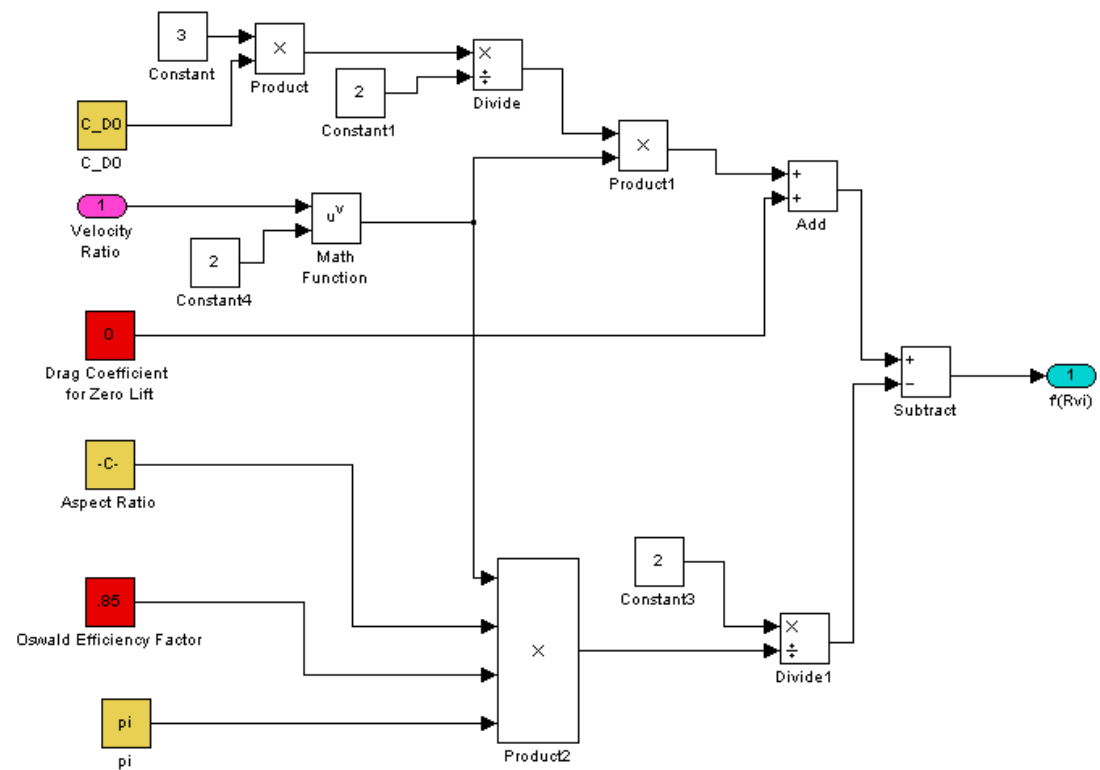 3
Constant
×
Product
2
Constant1
×
÷
Divide
C_D0
C_D0
×
Product1
1
Velocity
Ratio
uv
Math
Function
2
Constant4
+
+
Add
0
Drag Coefficient
for Zero Lift
+
−
Subtract
1
f'(Rvi)
-C-
Aspect Ratio
.85
Oswald Efficiency Factor
2
Constant3
×
÷
Divide1
×
Product2
pi
pi